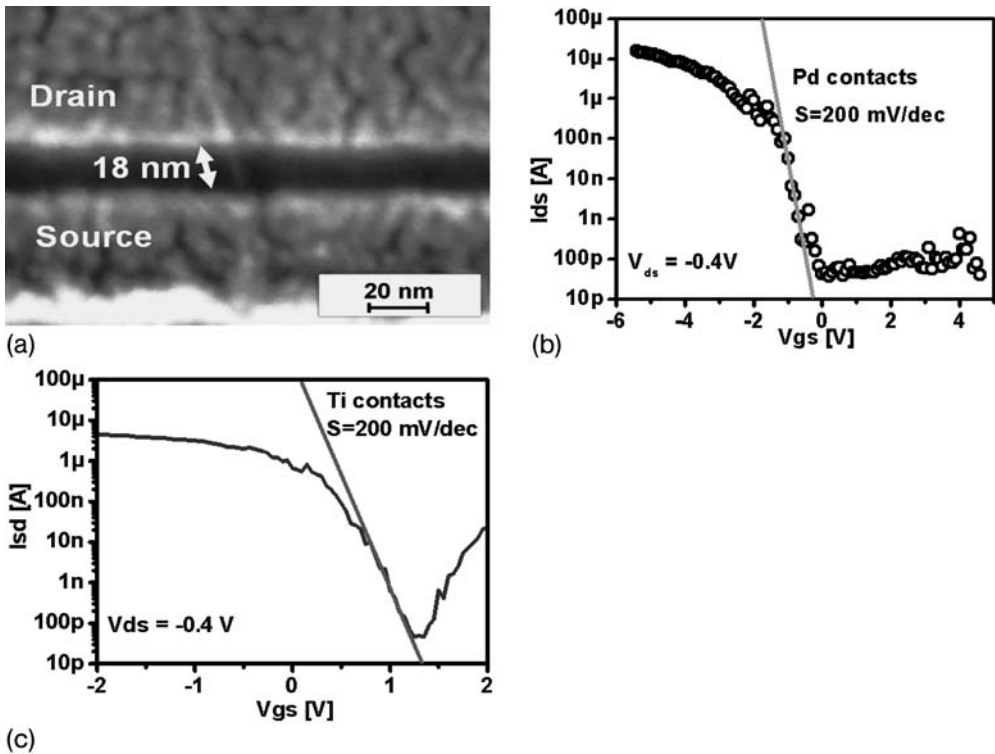 Drain
18 nm
Source
20 nm
(a)
(b)
100µ
10µ
1µ
100n
10n
1n
100p
10p
Ids [A]
Pd contacts
S=200 mV/dec
V ds = -0.4V
-6 -4 -2 0 2 4
Vgs [V]
100µ
10µ
1µ
100n
10n
1n
100p
10p
Isd [A]
Ti contacts
S=200 mV/dec
Vds = -0.4 V
-2 -1 0 1 2
Vgs [V]
(c)